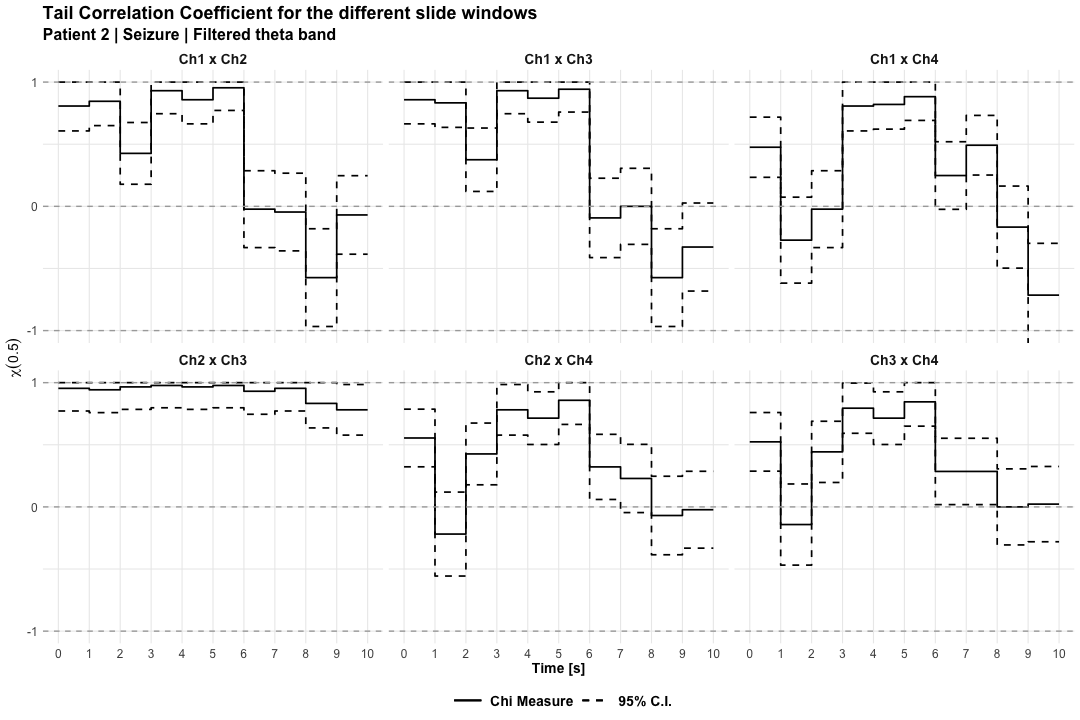 Tail Correlation Coefficient for the different slide windows
Patient 2 | Seizure | Filtered theta band
Ch1 x Ch2 Ch1 x Ch3 Ch1 x Ch4
1
0
-1
χ(0.5)
Ch2 x Ch3 Ch2 x Ch4 Ch3 x Ch4
1
0
-1
0 1 2 3 4 5 6 7 8 9 10 0 1 2 3 4 5 6 7 8 9 10 0 1 2 3 4 5 6 7 8 9 10
Time [s]
Chi Measure 95% C.I.